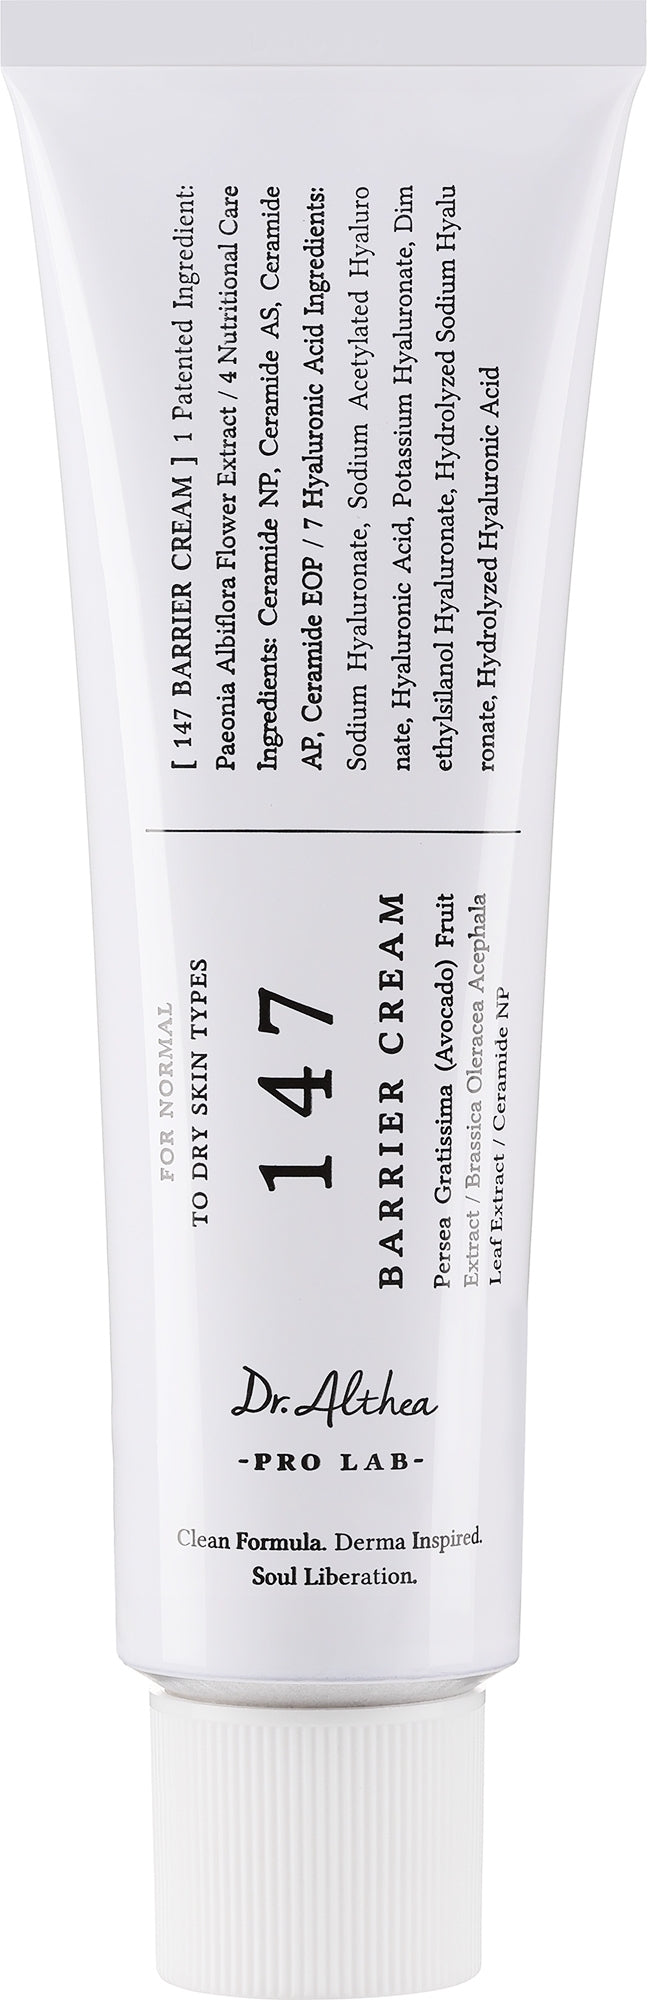 [ 147 BARRIER CREAM ] 1 Patented Ingredient:
Paeonia Albiflora Flower Extract / 4 Nutritional Care
Ingredients: Ceramide NP, Ceramide AS, Ceramide
AP, Ceramide EOP / 7 Hyaluronic Acid Ingredients:
Sodium Hyaluronate, Sodium Acetylated Hyaluro
nate, Hyaluronic Acid, Potassium Hyaluronate, Dim
ethylsilanol Hyaluronate, Hydrolyzed Sodium Hyalu
ronate, Hydrolyzed Hyaluronic Acid
FOR NORMAL
TO DRY SKIN TYPES
147
BARRIER CREAM
Persea Gratissima (Avocado) Fruit
Extract / Brassica Oleracea Acephala
Leaf Extract / Ceramide NP
Dr. Althea
-PRO LAB-
Clean Formula. Derma Inspired.
Soul Liberation.